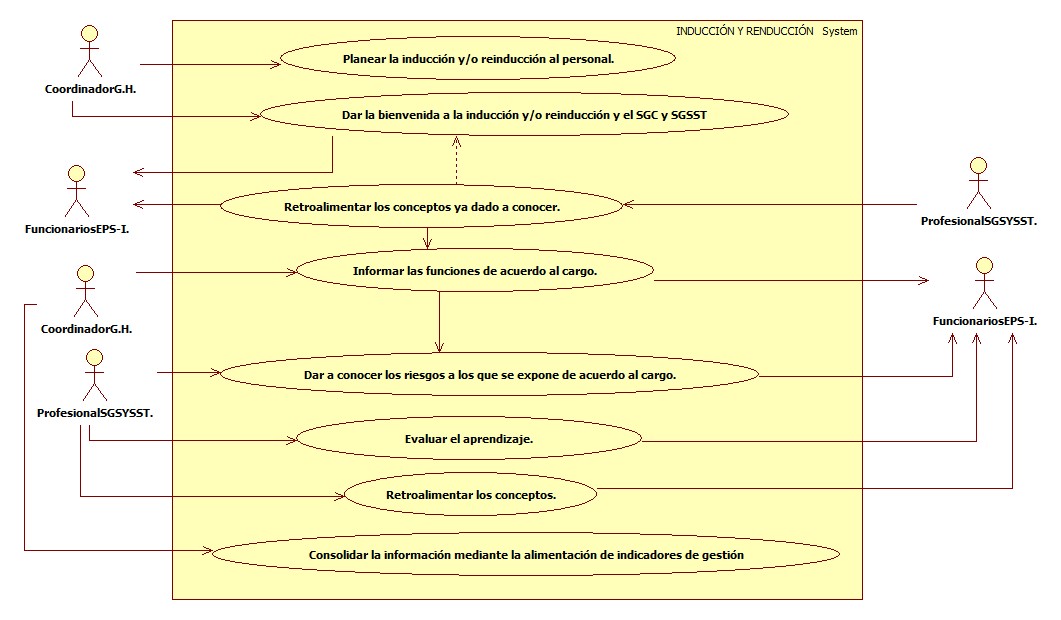 INDUCCIÓN Y RENDUCCIÓN System
Planear la inducción y/o reinducción al personal.
CoordinadorG.H.
Dar la bienvenida a la inducción y/o reinducción y el SGC y SGSST
Retroalimentar los conceptos ya dado a conocer.
FuncionariosEPS-I.
ProfesionalSGSYSST.
Informar las funciones de acuerdo al cargo.
CoordinadorG.H.
FuncionariosEPS-I.
Dar a conocer los riesgos a los que se expone de acuerdo al cargo.
ProfesionalSGSYSST.
Evaluar el aprendizaje.
Retroalimentar los conceptos.
Consolidar la información mediante la alimentación de indicadores de gestión